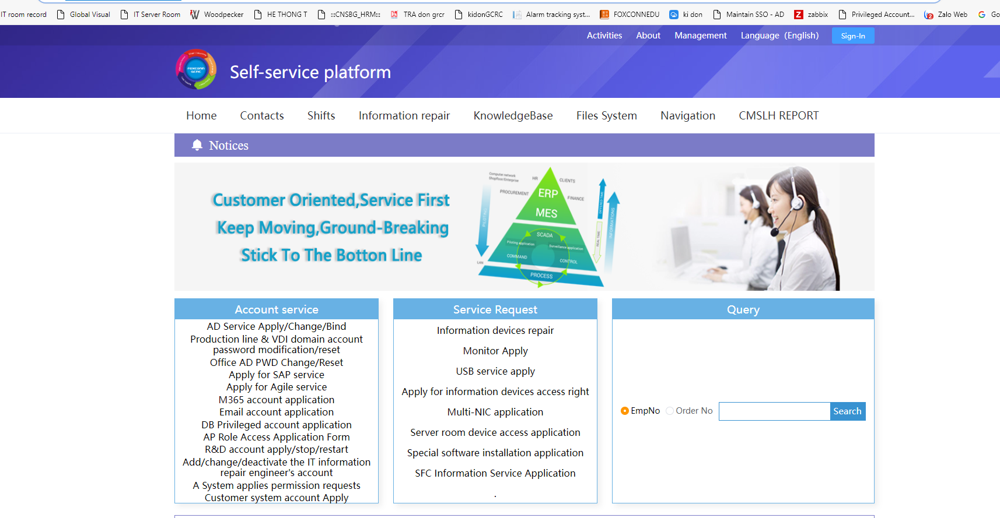 IT room record Global Visual IT Server Room Woodpecker HE THONG T :::CNSBG_HRM::: TRA don grcr kidonGCRC Alarm tracking syst... FOXCONNEDU ki don Maintain SSO - AD zabbix Privileged Account... Zalo Web Go
Activities About Management Language (English) Sign-In
FOXCONN
Self-service platform
Home Contacts Shifts Information repair KnowledgeBase Files System Navigation CMSLH REPORT
Notices
Customer Oriented,Service First
Keep Moving,Ground-Breaking
Stick To The Botton Line
Computer network
Shopfloor/Enterprise
HR
CLIENTS
PROCUREMENT
ERP
FINANCE
MES
PILOTING
OFFERED TIME
INFORMATIONS
REAL TIME
SCADA
Piloting application
Surveillance application
COMMAND
CONTROL
LAN
PROCESS
Account service
AD Service Apply/Change/Bind
Production line & VDI domain account
password modification/reset
Office AD PWD Change/Reset
Apply for SAP service
Apply for Agile service
M365 account application
Email account application
DB Privileged account application
AP Role Access Application Form
R&D account apply/stop/restart
Add/change/deactivate the IT information
repair engineer's account
A System applies permission requests
Customer system account Apply
Service Request
Information devices repair
Monitor Apply
USB service apply
Apply for information devices access right
Multi-NIC application
Server room device access application
Special software installation application
SFC Information Service Application
.
Query
EmpNo Order No Search